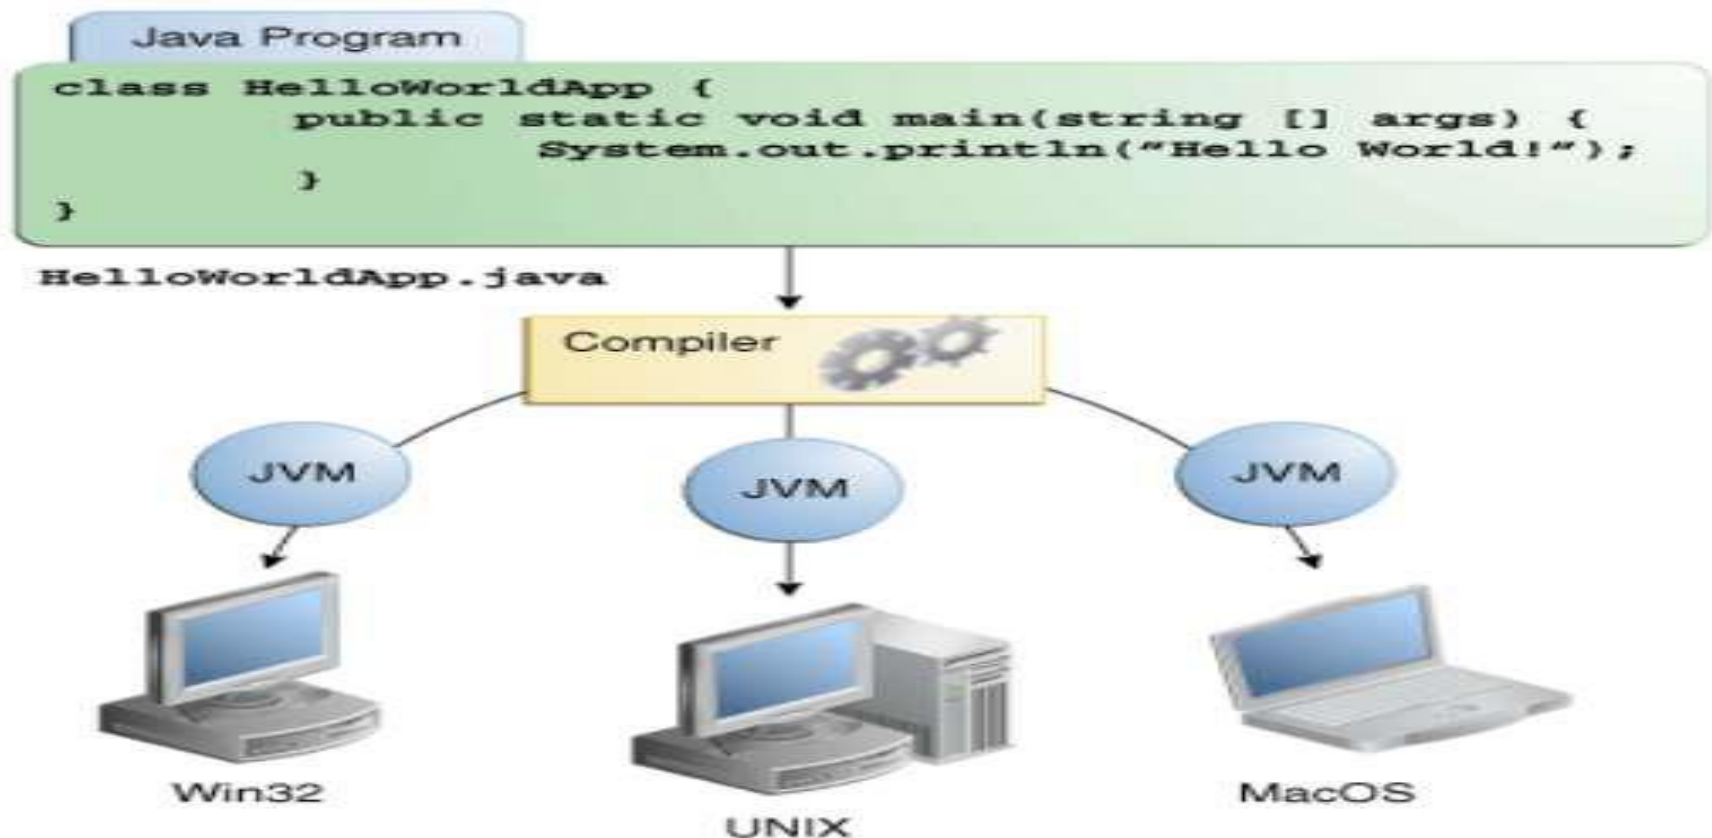 Java Program
class HelloWorldApp {
public static void main(string [] args) {
System.out.println("Hello World!");
}
}
HelloWorldApp.java
Compiler
JVM
JVM
JVM
Win32
UNIX
MacOS